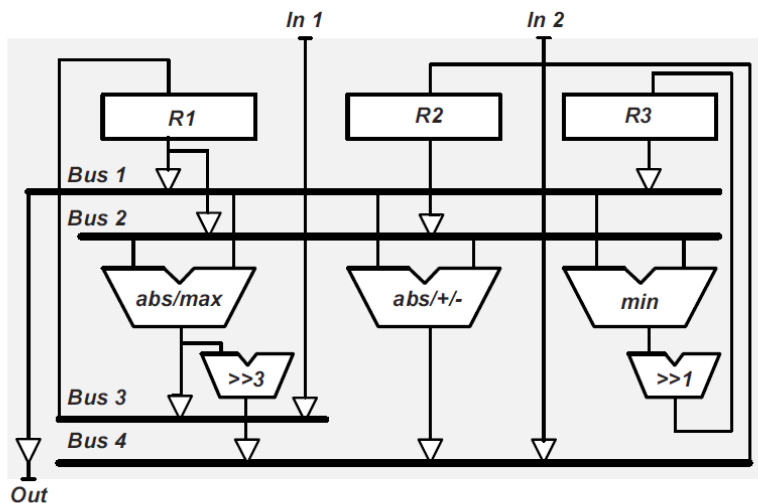 In 1 In 2
R1 R2 R3
Bus 1
Bus 2
abs/max abs/+/- min
>>3 >>1
Bus 3
Bus 4
Out